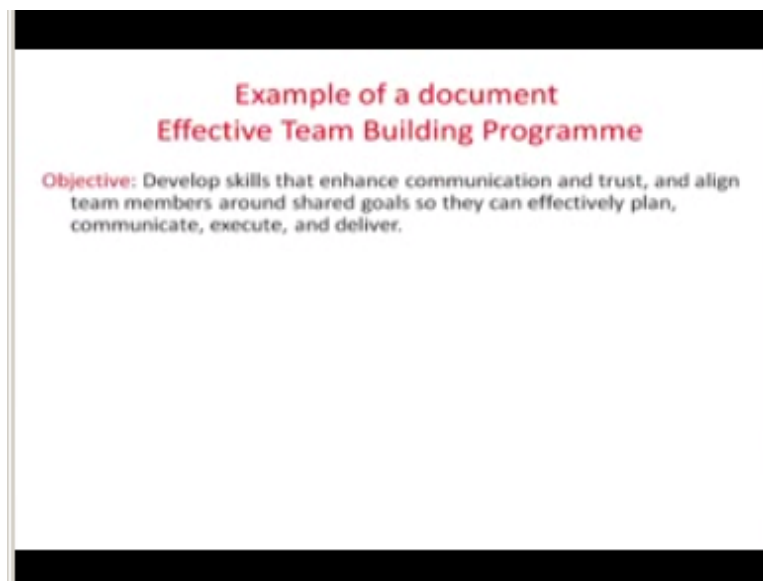 Example of a document
Effective Team Building Programme
Objective: Develop skills that enhance communication and trust, and align
team members around shared goals so they can effectively plan,
communicate, execute, and deliver.